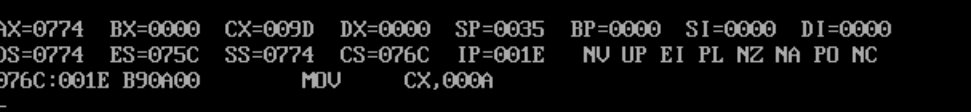 AX=0774  BX=0000  CX=009D  DX=0000  SP=0035  BP=0000  SI=0000  DI=0000
DS=0774  ES=075C  SS=0774  CS=076C  IP=001E   NV UP EI PL NZ NA PO NC
076C:001E B90A00        MOV     CX,000A